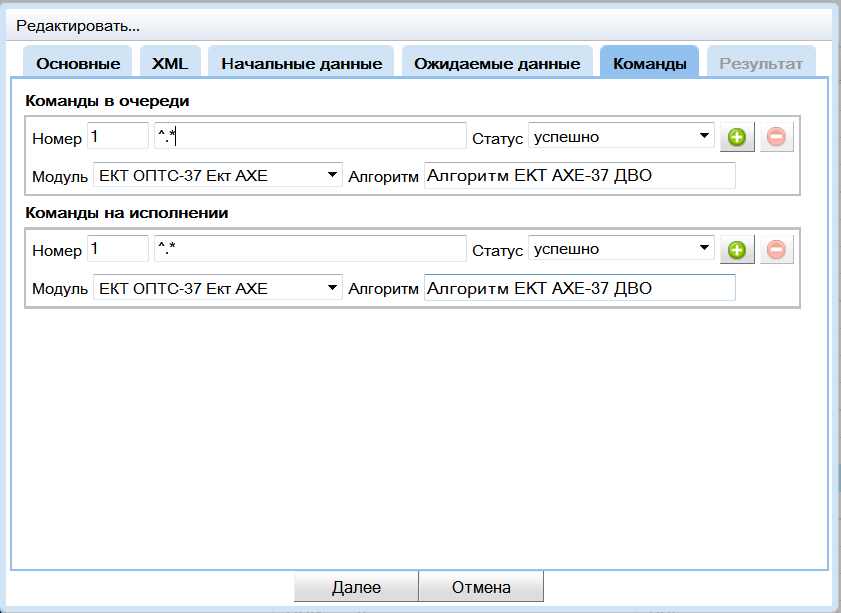 Редактировать...
Основные XML Начальные данные Ожидаемые данные Команды Результат
Команды в очереди
Номер 1 ^.* Статус успешно
Модуль ЕКТ ОПТС-37 Ект АХЕ Алгоритм Алгоритм ЕКТ АХЕ-37 ДВО
Команды на исполнении
Номер 1 ^.* Статус успешно
Модуль ЕКТ ОПТС-37 Ект АХЕ Алгоритм Алгоритм ЕКТ АХЕ-37 ДВО
Далее Отмена